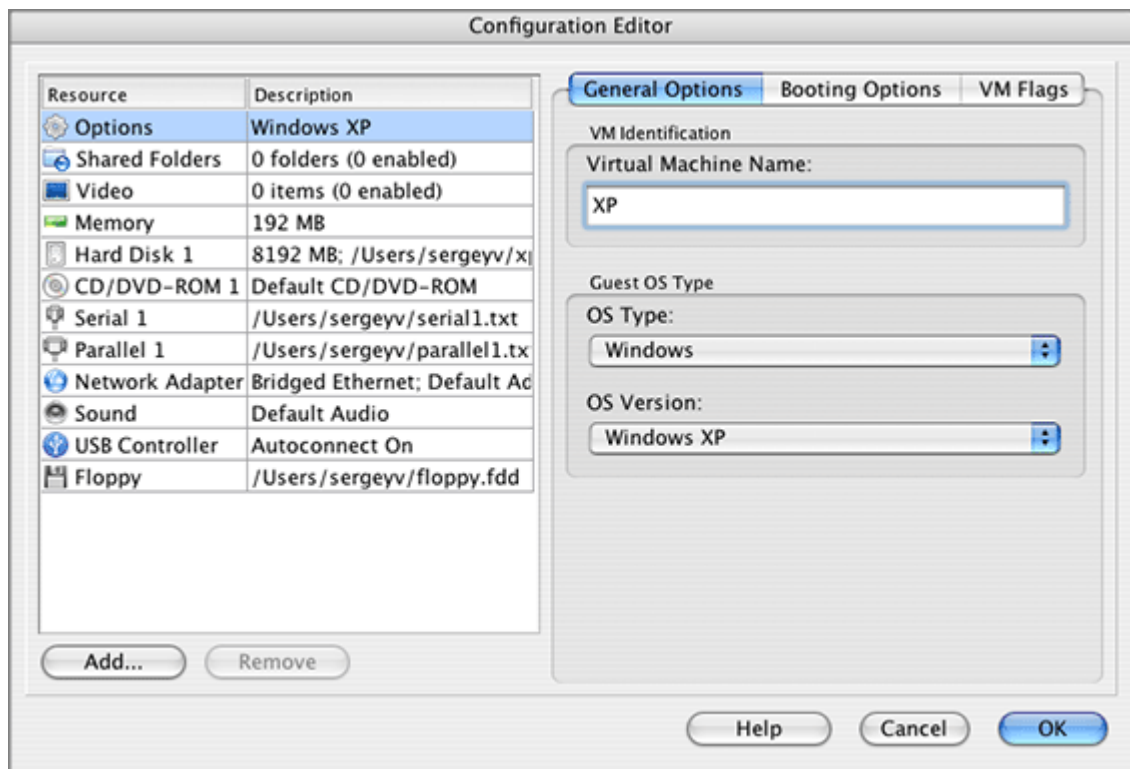 Configuration Editor
Resource Description
Options Windows XP
Shared Folders 0 folders (0 enabled)
Video 0 items (0 enabled)
Memory 192 MB
Hard Disk 1 8192 MB; /Users/sergeyv/x
CD/DVD-ROM 1 Default CD/DVD-ROM
Serial 1 /Users/sergeyv/serial1.txt
Parallel 1 /Users/sergeyv/parallel1.tx
Network Adapter Bridged Ethernet; Default Ad
Sound Default Audio
USB Controller Autoconnect On
Floppy /Users/sergeyv/floppy.fdd
Add... Remove
General Options Booting Options VM Flags
VM Identification
Virtual Machine Name:
XP
Guest OS Type
OS Type:
Windows
OS Version:
Windows XP
Help Cancel OK